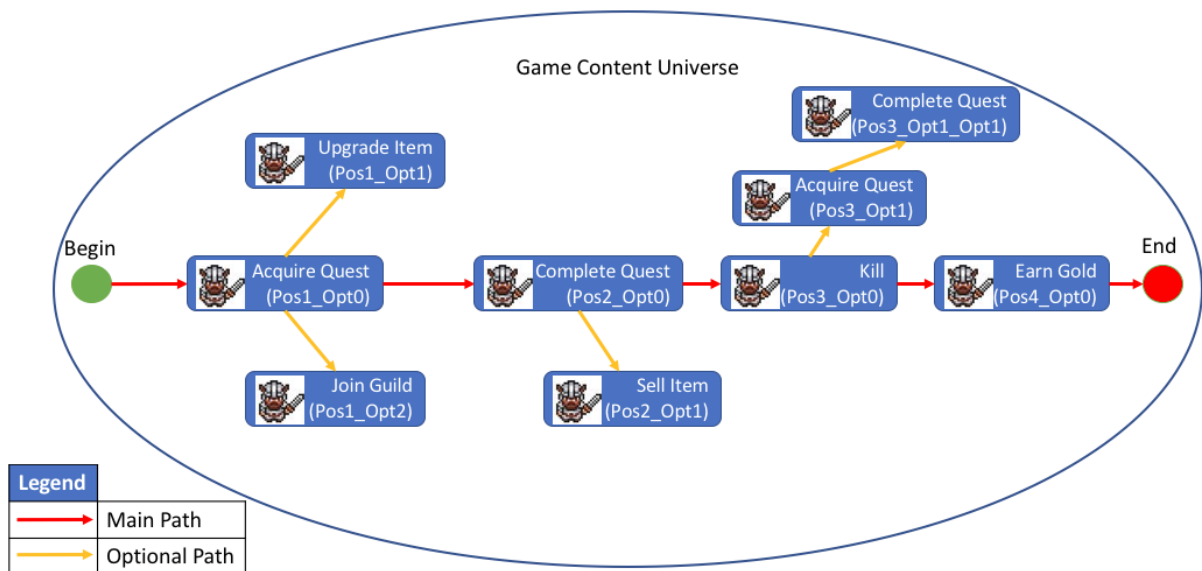 Game Content Universe
Complete Quest
(Pos3_Opt1_Opt1)
Upgrade Item
(Pos1_Opt1)
Acquire Quest
(Pos3_Opt1)
Begin
End
Acquire Quest
(Pos1_Opt0)
Complete Quest
(Pos2_Opt0)
Kill
(Pos3_Opt0)
Earn Gold
(Pos4_Opt0)
Join Guild
(Pos1_Opt2)
Sell Item
(Pos2_Opt1)
Legend
Main Path
Optional Path